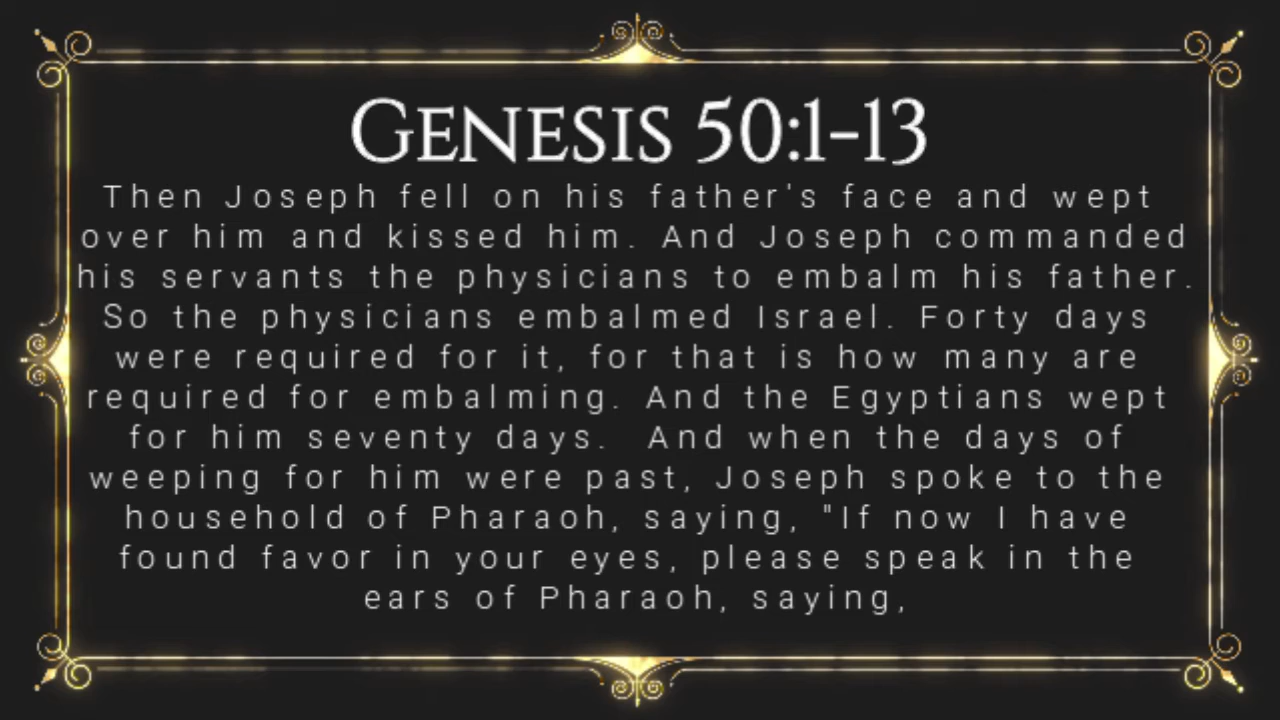 Genesis 50:1-13
Then Joseph fell on his father's face and wept
over him and kissed him. And Joseph commanded
his servants the physicians to embalm his father.
So the physicians embalmed Israel. Forty days
were required for it, for that is how many are
required for embalming. And the Egyptians wept
for him seventy days.  And when the days of
weeping for him were past, Joseph spoke to the
household of Pharaoh, saying, "If now I have
found favor in your eyes, please speak in the
ears of Pharaoh, saying,